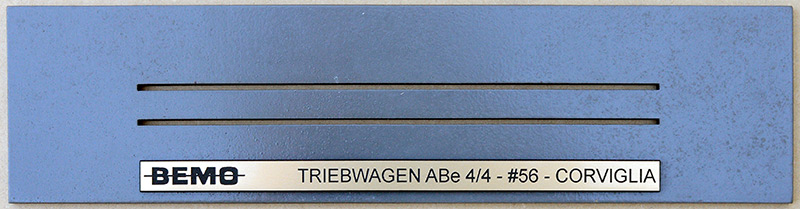 BEMO TRIEBWAGEN ABe 4/4 - #56 - CORVIGLIA